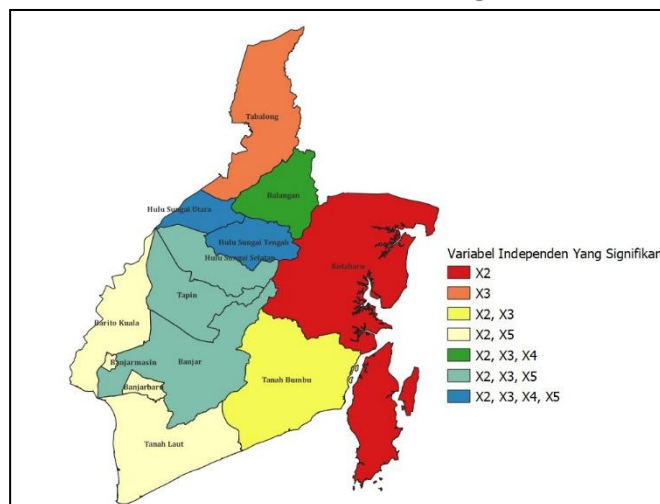 Tabalong
Balangan
Hulu Sungai Utara
Hulu Sungai Tengah
Hulu Sungai Selatan
Kotabaru
Tapin
Barito Kuala
Banjarmasin
Banjar
Banjarbaru
Tanah Bumbu
Tanah Laut
Variabel Independen Yang Signifikan
X2
X3
X2, X3
X2, X5
X2, X3, X4
X2, X3, X5
X2, X3, X4, X5